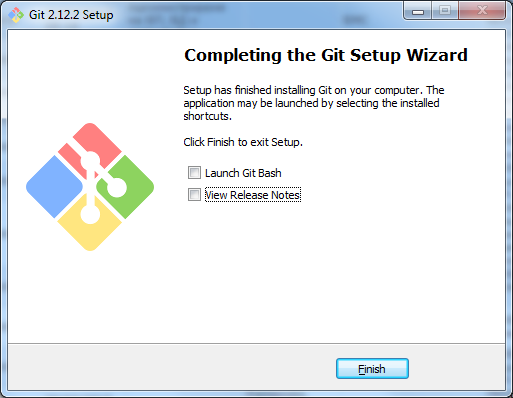 Git 2.12.2 Setup
Completing the Git Setup Wizard
Setup has finished installing Git on your computer. The
application may be launched by selecting the installed
shortcuts.
Click Finish to exit Setup.
Launch Git Bash
View Release Notes
Finish